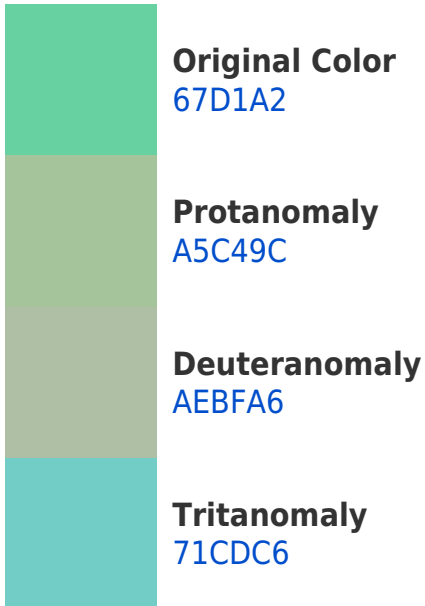 Original Color
67D1A2
Protanomaly
A5C49C
Deuteranomaly
AEBFA6
Tritanomaly
71CDC6